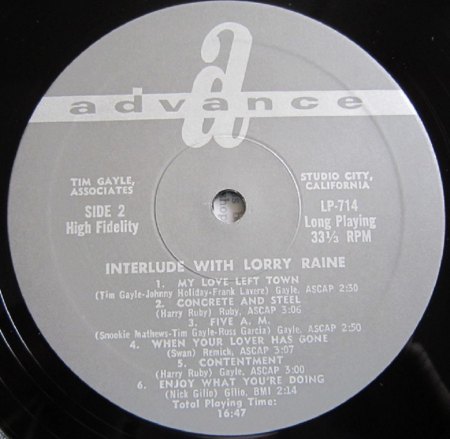 advance
TIM GAYLE,
ASSOCIATES
STUDIO CITY,
CALIFORNIA
SIDE 2
High Fidelity
LP-714
Long Playing
33⅓ RPM
INTERLUDE WITH LORRY RAINE
1. MY LOVE LEFT TOWN
(Tim Gayle-Johnny Holiday-Frank Lavere) Gayle, ASCAP 2:30
2. CONCRETE AND STEEL
(Harry Ruby) Ruby, ASCAP 3:06
3. FIVE A. M.
(Snookie Mathews-Tim Gayle-Russ Garcia) Gayle, ASCAP 2:50
4. WHEN YOUR LOVER HAS GONE
(Swan) Remick, ASCAP 3:07
5. CONTENTMENT
(Harry Ruby) Gayle, ASCAP 3:00
6. ENJOY WHAT YOU'RE DOING
(Nick Gilio) Gilio, BMI 2:14
Total Playing Time:
16:47